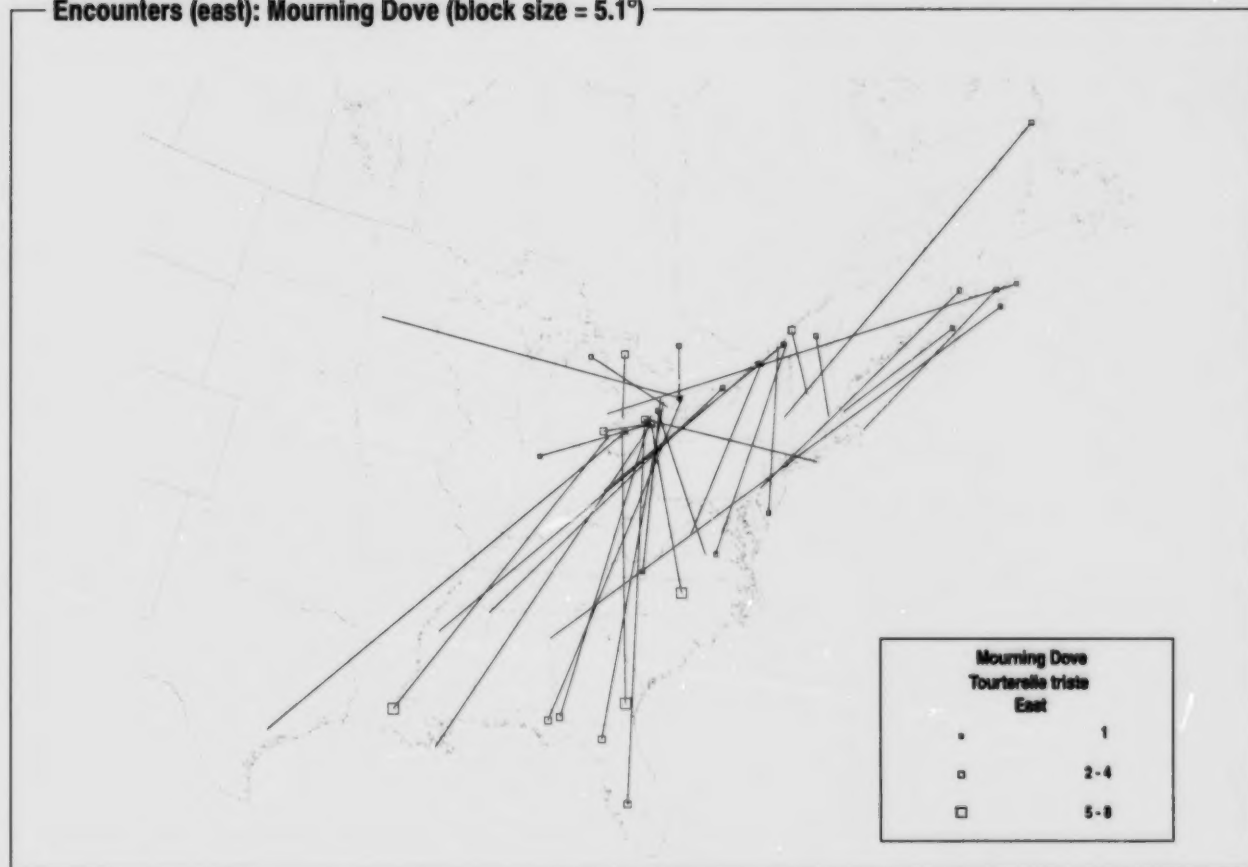 Encounters (east): Mourning Dove (block size = 5.1°)
Mourning Dove
Tourterelle triste
East
1
2 - 4
5 - 8